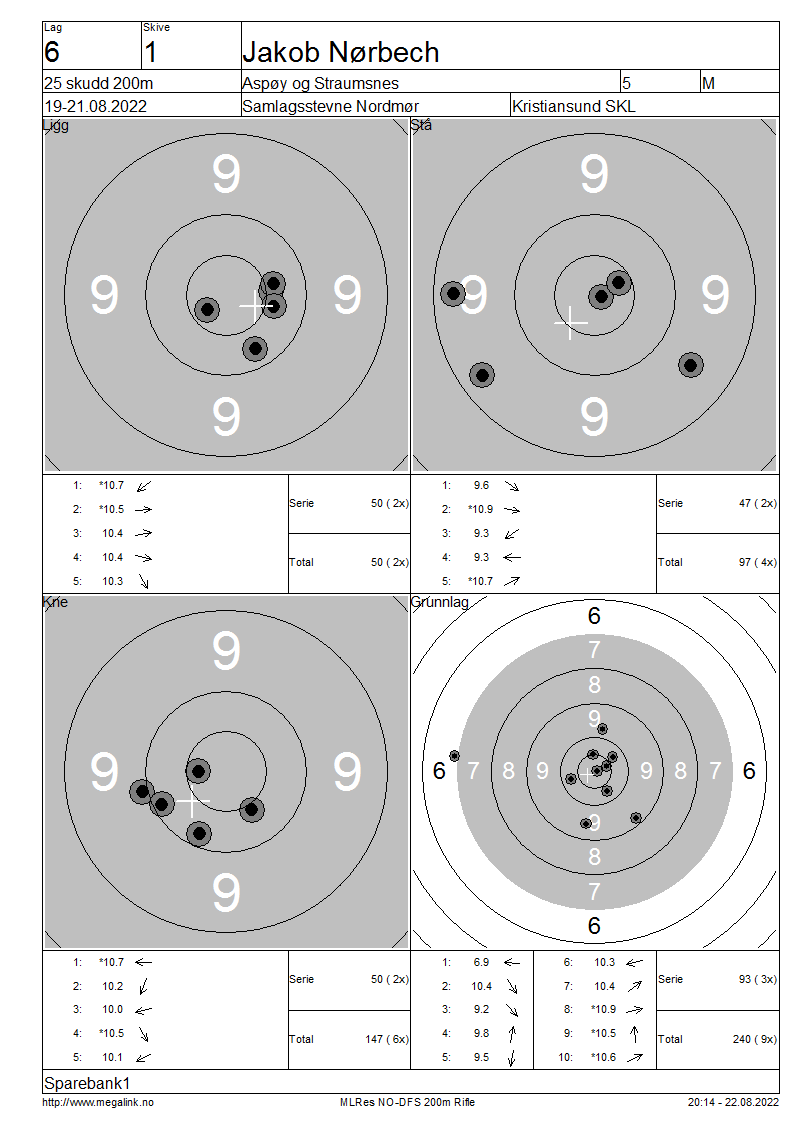 Lag Skive
6 1 Jakob Nørbech
25 skudd 200m Aspøy og Straumsnes 5 M
19-21.08.2022 Samlagsstevne Nordmør Kristiansund SKL
Ligg
9
9 9
9
Stå
9
9 9
9
1: *10.7
2: *10.5
3: 10.4
4: 10.4
5: 10.3
Serie 50 ( 2x)
Total 50 ( 2x)
1: 9.6
2: *10.9
3: 9.3
4: 9.3
5: *10.7
Serie 47 ( 2x)
Total 97 ( 4x)
Kne
9
9 9
9
Grunnlag
6
7
8
9
6 7 8 9 9 8 7 6
9
8
7
6
1: *10.7
2: 10.2
3: 10.0
4: *10.5
5: 10.1
Serie 50 ( 2x)
Total 147 ( 6x)
1: 6.9 6: 10.3
2: 10.4 7: 10.4
3: 9.2 8: *10.9
4: 9.8 9: *10.5
5: 9.5 10: *10.6
Serie 93 ( 3x)
Total 240 ( 9x)
Sparebank1
http://www.megalink.no MLRes NO-DFS 200m Rifle 20:14 - 22.08.2022